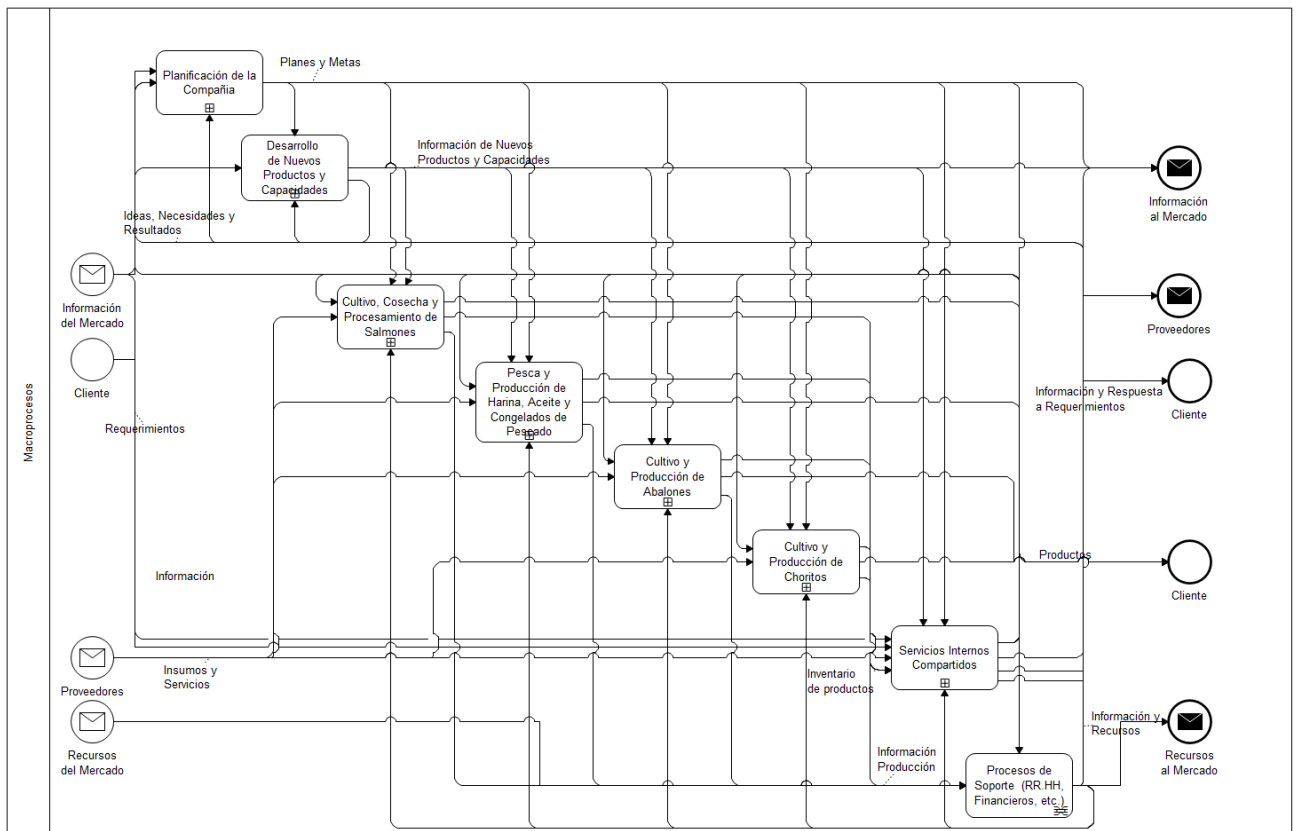 Macroprocesos
Planificación de la
Compañia
Planes y Metas
Desarrollo
de Nuevos
Productos y
Capacidades
Información de Nuevos
Productos y Capacidades
Información
al Mercado
Ideas, Necesidades y
Resultados
Información
del Mercado
Cultivo, Cosecha y
Procesamiento de
Salmones
Proveedores
Cliente
Requerimientos
Pesca y
Producción de
Harina, Aceite y
Congelados de
Pescado
Información y Respuesta
a Requerimientos
Cliente
Cultivo y
Producción de
Abalones
Cultivo y
Producción de
Choritos
Productos
Cliente
Información
Proveedores
Insumos y
Servicios
Servicios Internos
Compartidos
Inventario
de productos
Recursos
del Mercado
Información
Producción
Procesos de
Soporte (RR.HH,
Financieros, etc.)
Información y
Recursos
Recursos
al Mercado